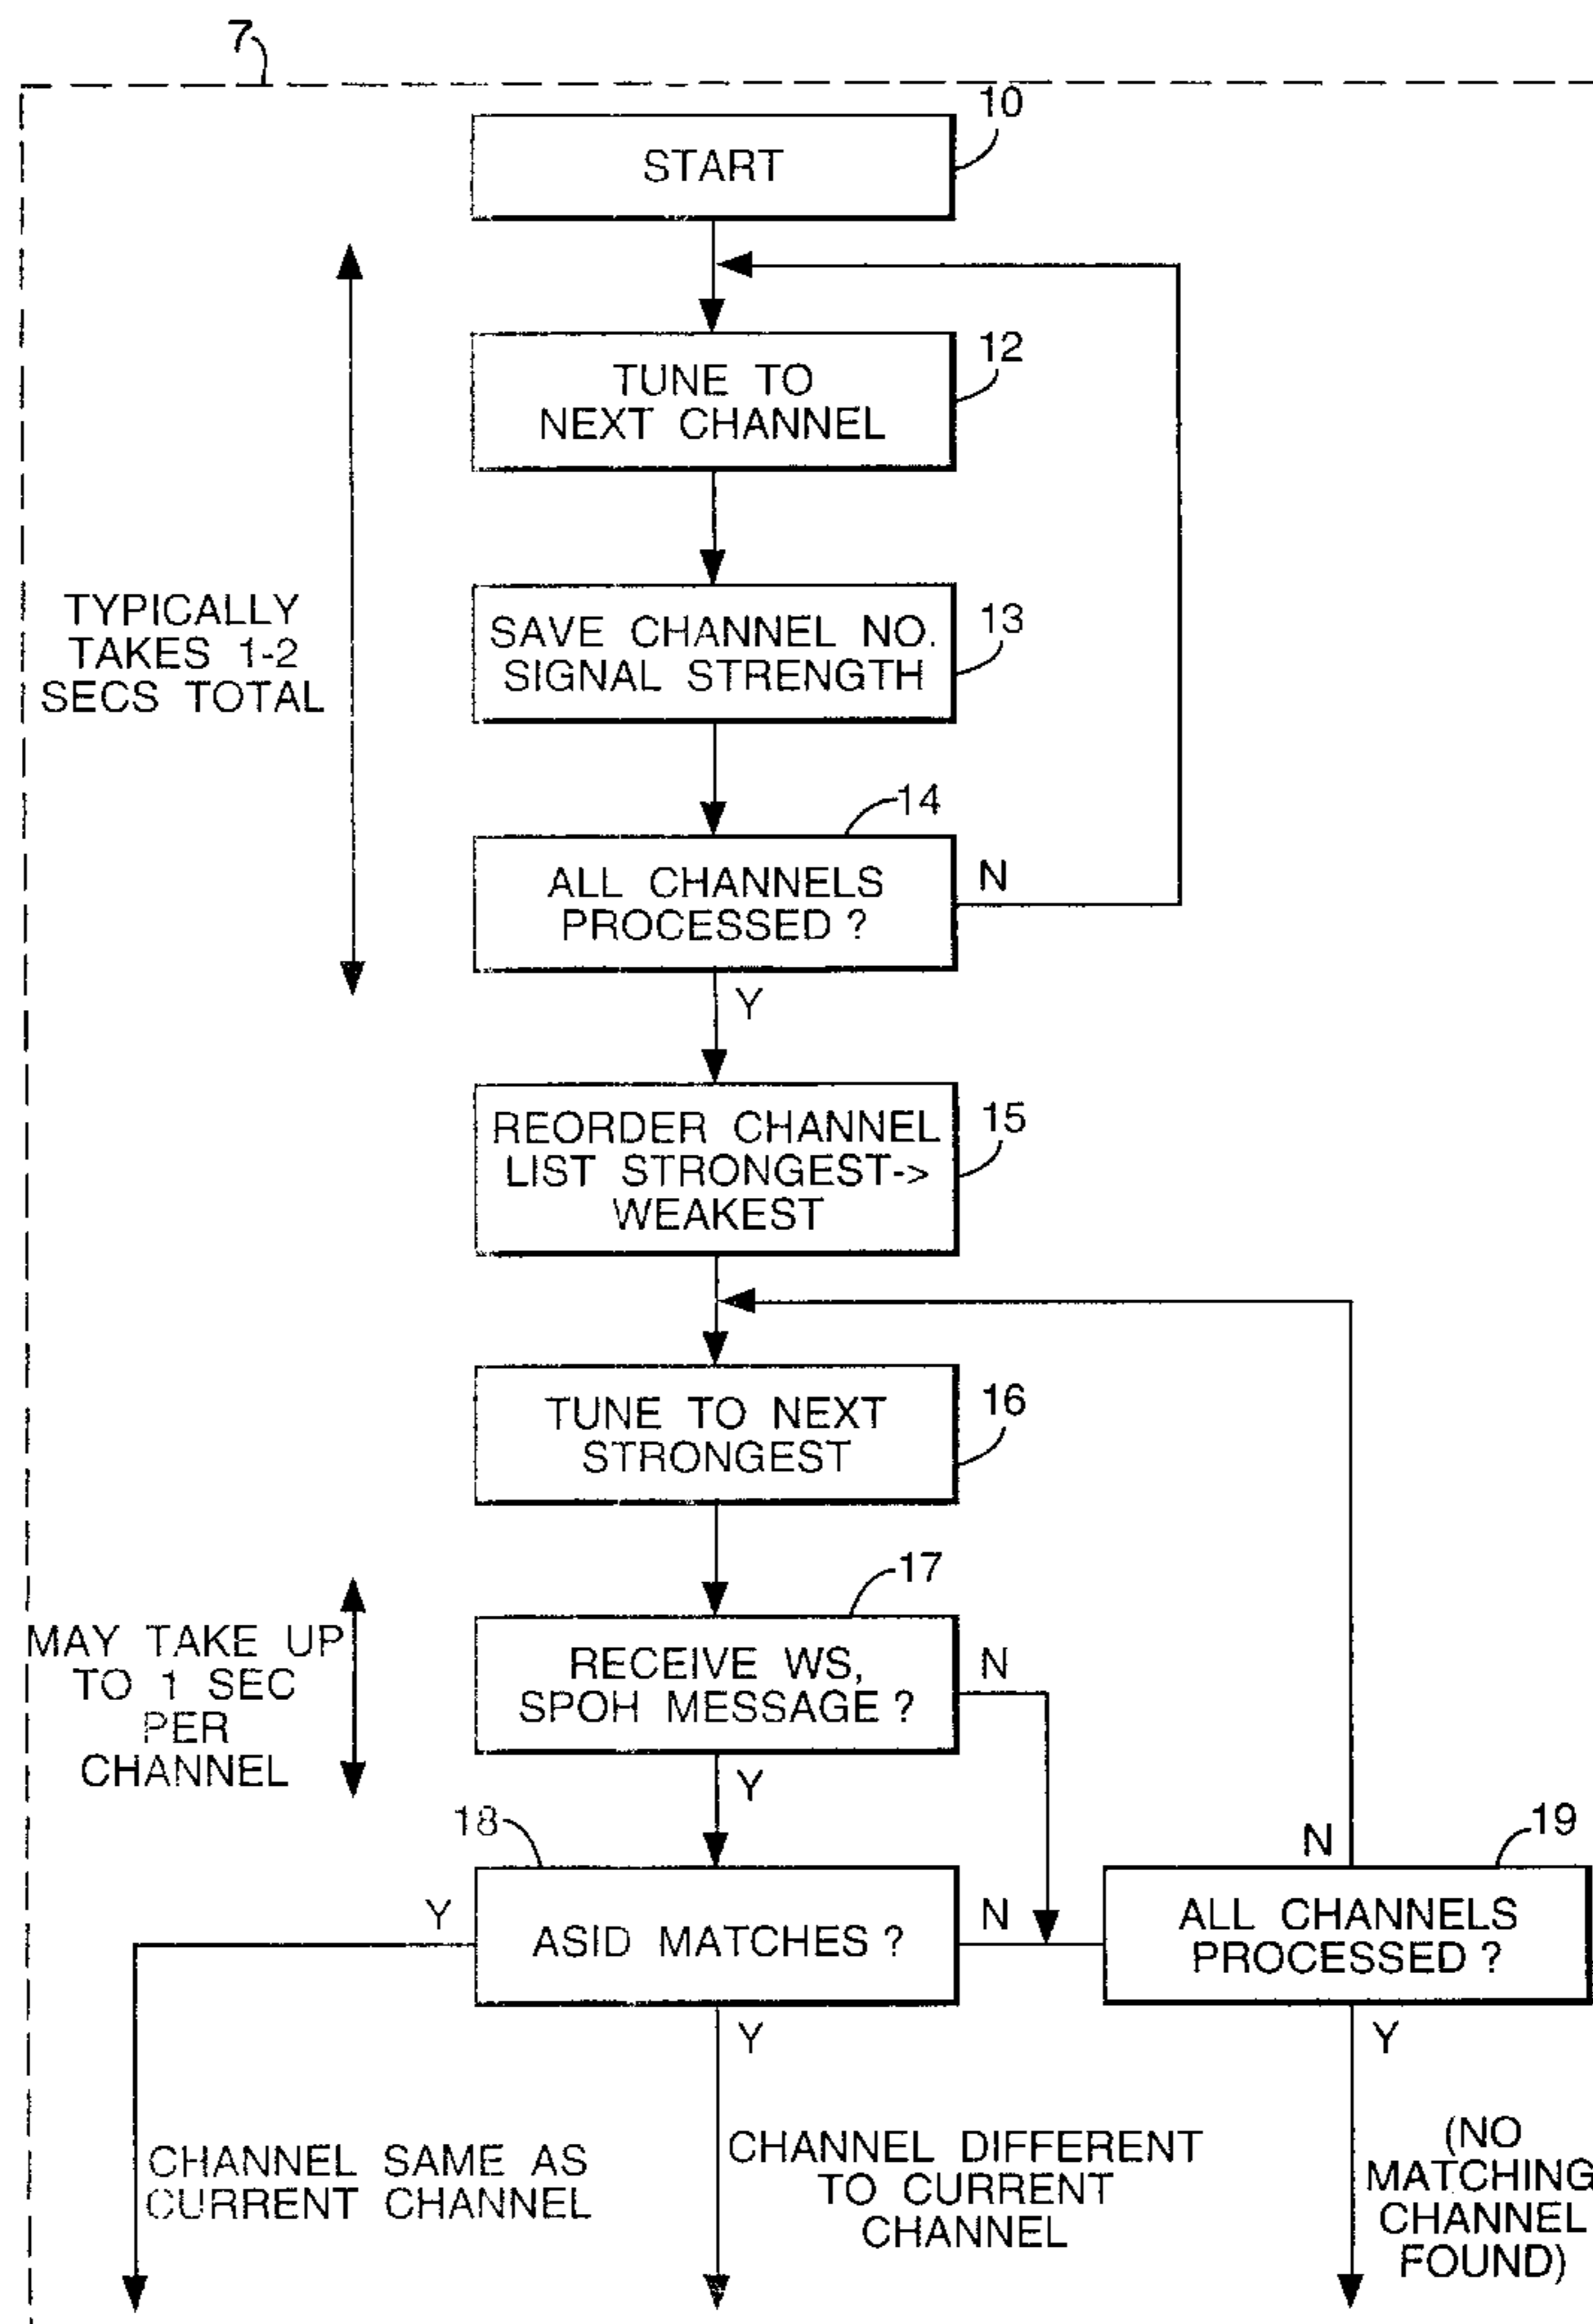 7
10
START
12
TUNE TO
NEXT CHANNEL
13
SAVE CHANNEL NO.
SIGNAL STRENGTH
TYPICALLY
TAKES 1-2
SECS TOTAL
14
ALL CHANNELS
PROCESSED ?
N
Y
15
REORDER CHANNEL
LIST STRONGEST->
WEAKEST
16
TUNE TO NEXT
STRONGEST
17
RECEIVE WS,
SPOH MESSAGE ?
N
Y
MAY TAKE UP
TO 1 SEC
PER
CHANNEL
18
ASID MATCHES ?
Y
N
Y
19
N
ALL CHANNELS
PROCESSED ?
Y
CHANNEL SAME AS
CURRENT CHANNEL
CHANNEL DIFFERENT
TO CURRENT
CHANNEL
(NO
MATCHING
CHANNEL
FOUND)